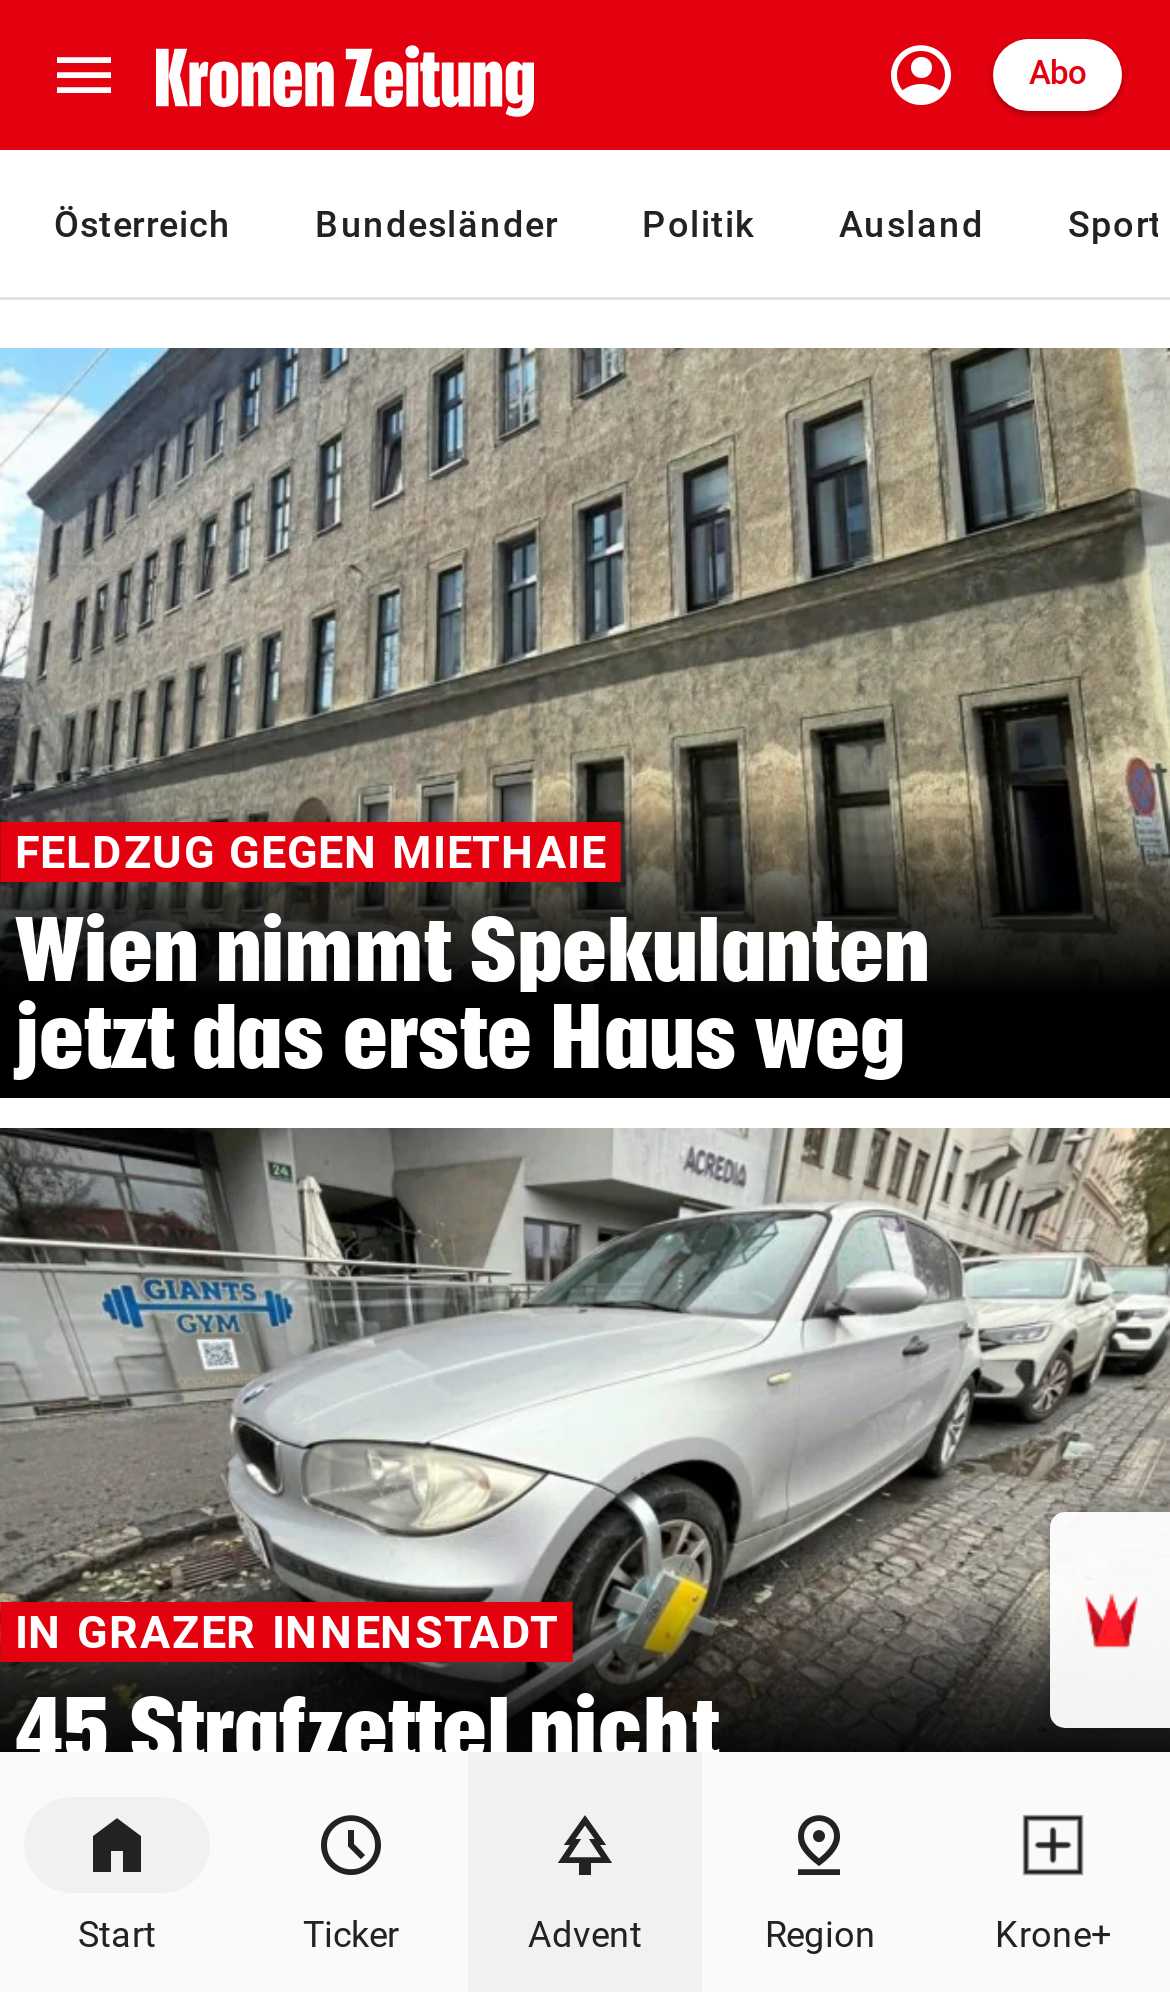 Kronen Zeitung
Abo
Österreich Bundesländer Politik Ausland Sport
FELDZUG GEGEN MIETHAIE
Wien nimmt Spekulanten
jetzt das erste Haus weg
24
ACREDIA
GIANTS
GYM
IN GRAZER INNENSTADT
45 Strafzettel nicht
Start Ticker Advent Region Krone+